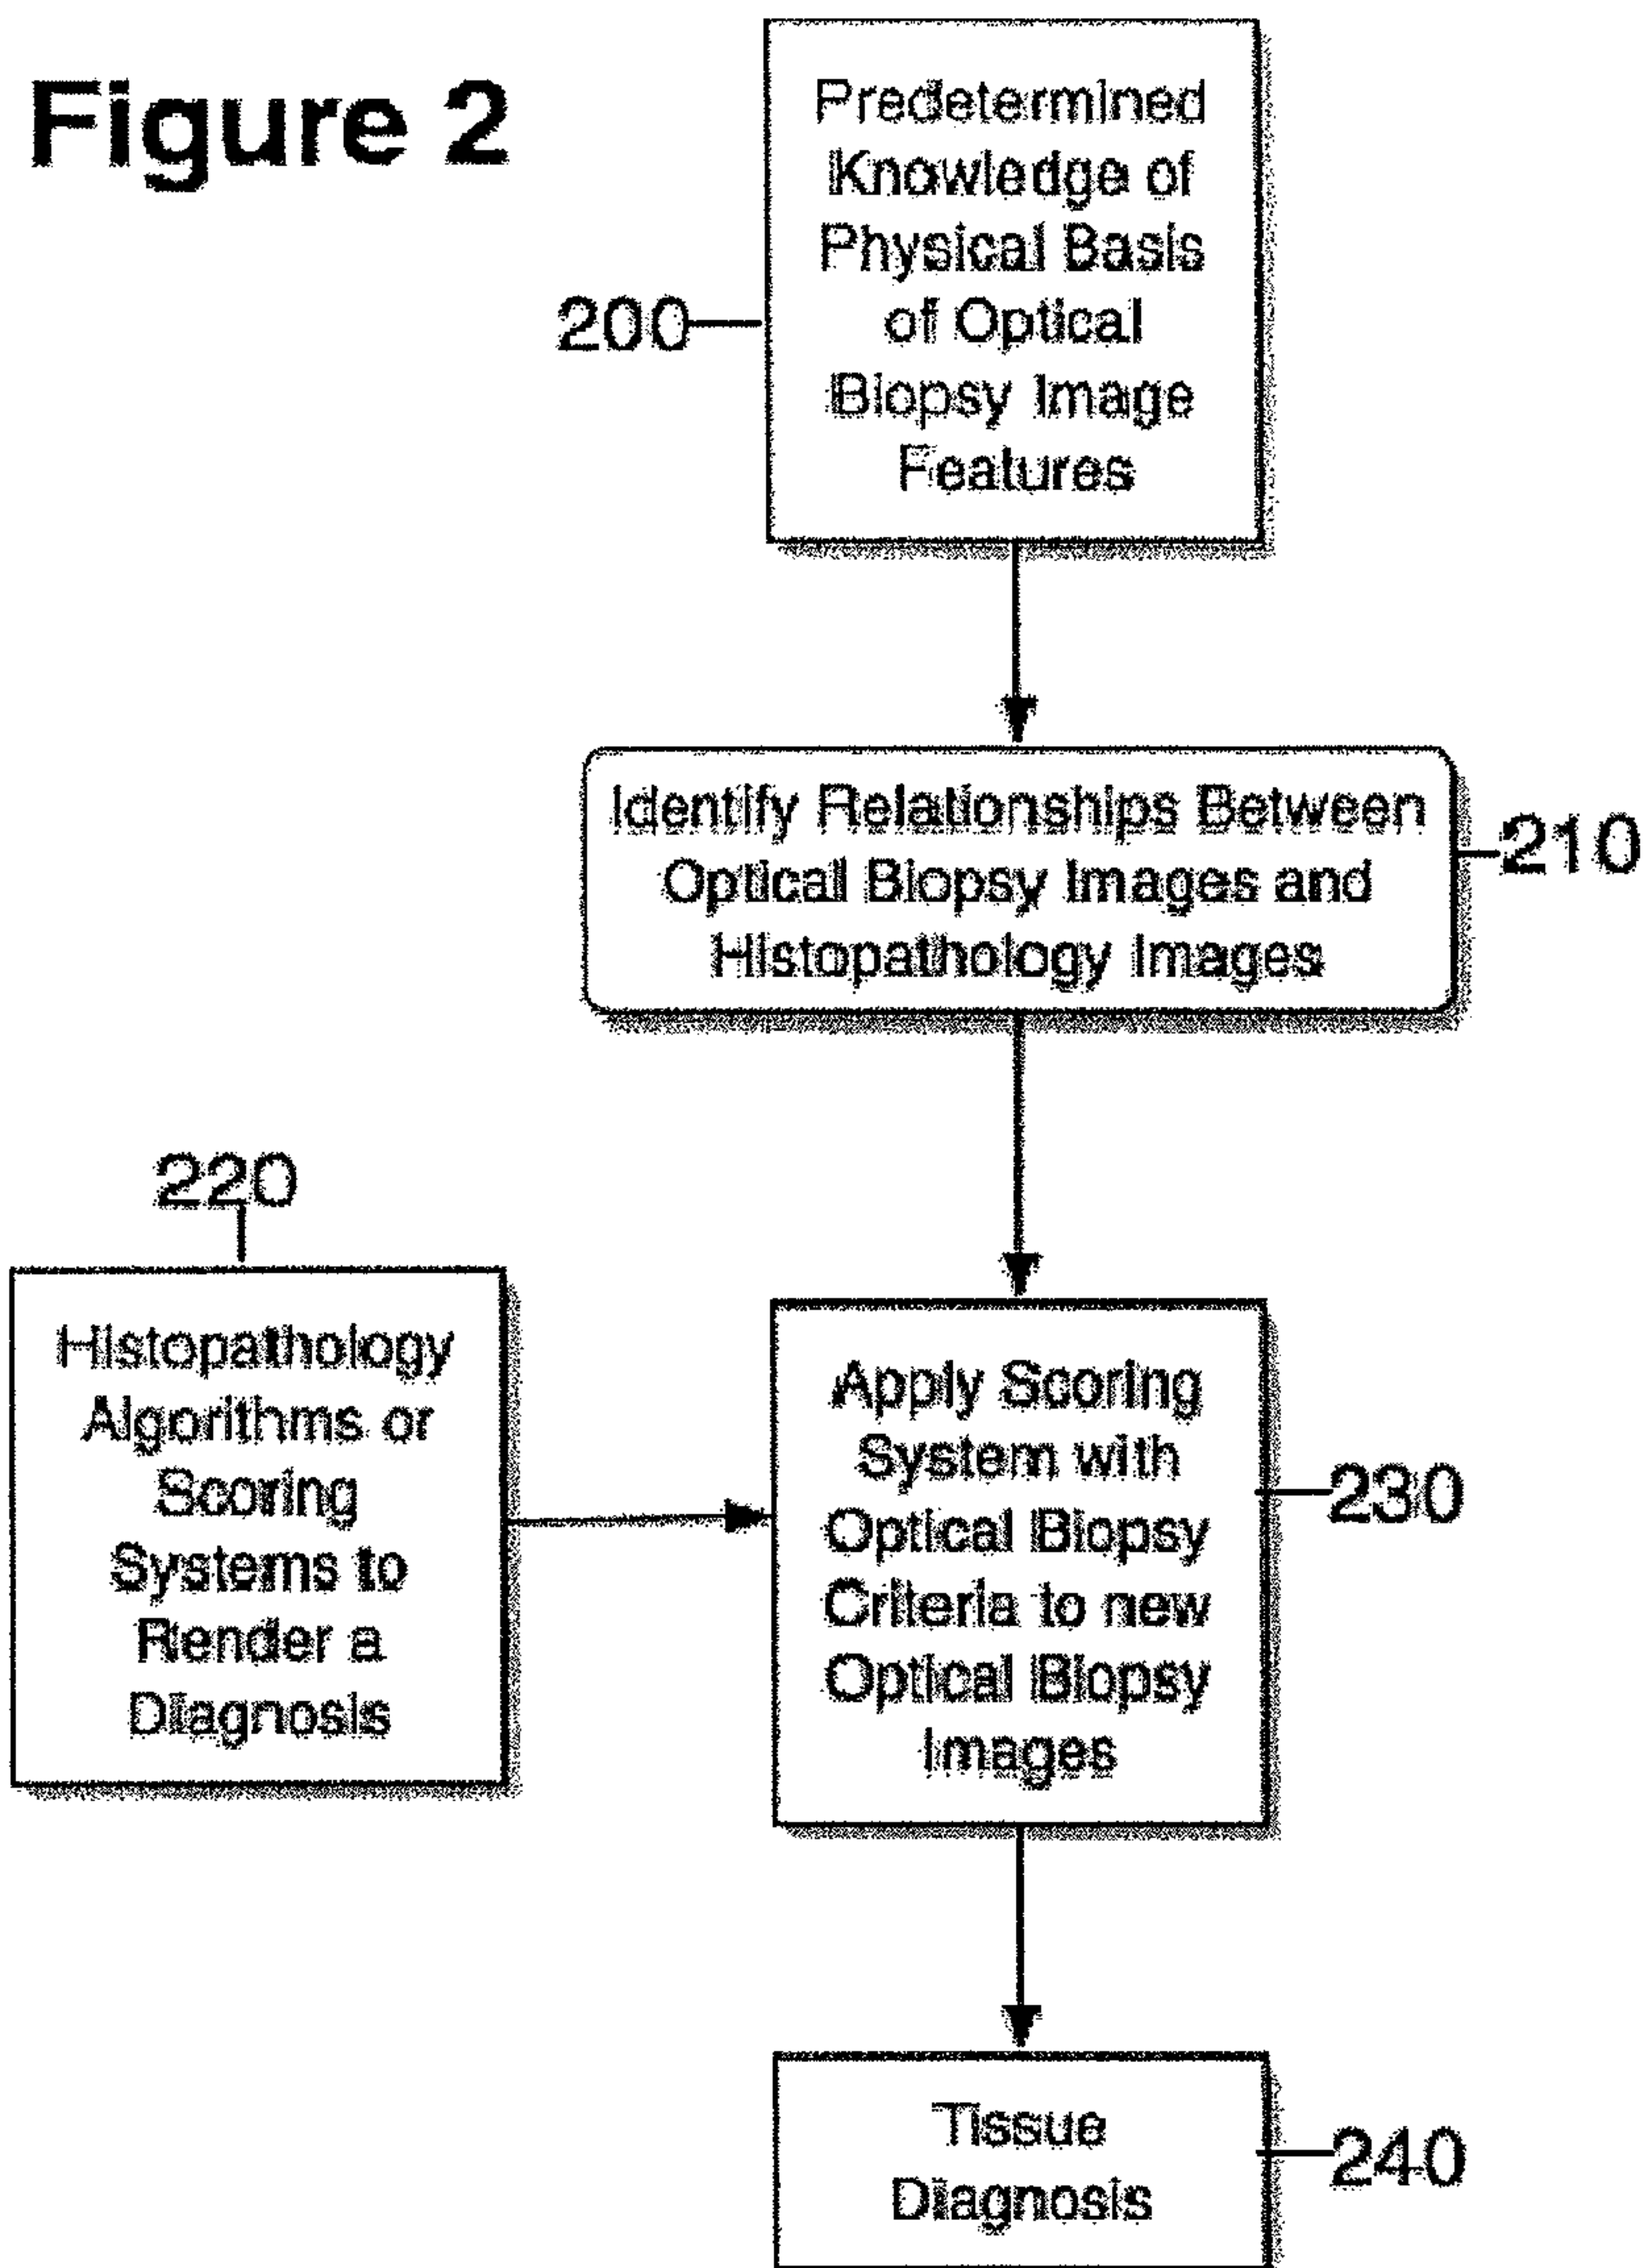 Figure 2
Predetermined
Knowledge of
Physical Basis
of Optical
Biopsy Image
Features
200
Identify Relationships Between
Optical Biopsy Images and
Histopathology Images
210
220
Histopathology
Algorithms or
Scoring
Systems to
Render a
Diagnosis
Apply Scoring
System with
Optical Biopsy
Criteria to new
Optical Biopsy
Images
230
Tissue
Diagnosis
240